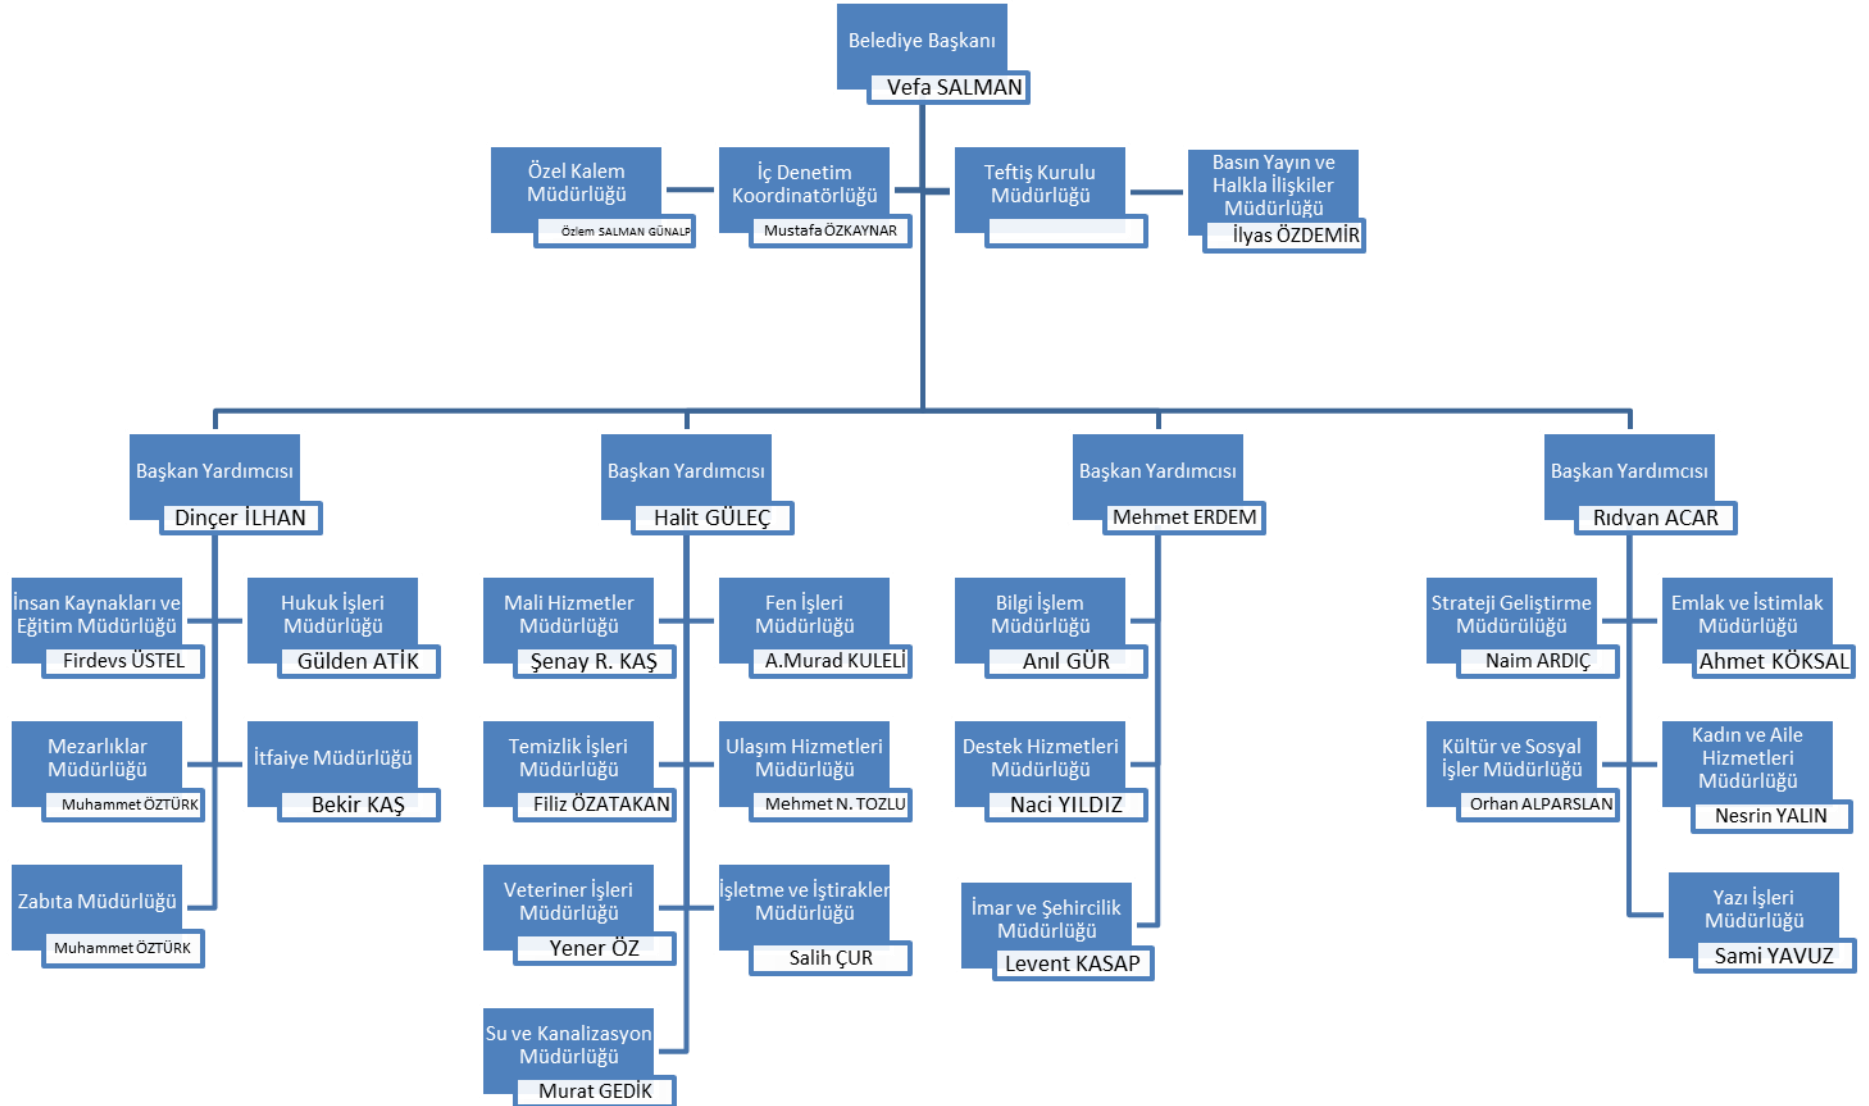 Belediye Başkanı
Vefa SALMAN
Özel Kalem
Müdürlüğü
Özlem SALMAN GÜNALP
İç Denetim
Koordinatörlüğü
Mustafa ÖZKAYNAR
Teftiş Kurulu
Müdürlüğü
Basın Yayın ve
Halkla İlişkiler
Müdürlüğü
İlyas ÖZDEMİR
Başkan Yardımcısı
Dinçer İLHAN
Başkan Yardımcısı
Halit GÜLEÇ
Başkan Yardımcısı
Mehmet ERDEM
Başkan Yardımcısı
Rıdvan ACAR
İnsan Kaynakları ve
Eğitim Müdürlüğü
Firdevs ÜSTEL
Hukuk İşleri
Müdürlüğü
Gülden ATİK
Mali Hizmetler
Müdürlüğü
Şenay R. KAŞ
Fen İşleri
Müdürlüğü
A.Murad KULELİ
Bilgi İşlem
Müdürlüğü
Anıl GÜR
Strateji Geliştirme
Müdürülüğü
Naim ARDIÇ
Emlak ve İstimlak
Müdürlüğü
Ahmet KÖKSAL
Mezarlıklar
Müdürlüğü
Muhammet ÖZTÜRK
İtfaiye Müdürlüğü
Bekir KAŞ
Temizlik İşleri
Müdürlüğü
Filiz ÖZATAKAN
Ulaşım Hizmetleri
Müdürlüğü
Mehmet N. TOZLU
Destek Hizmetleri
Müdürlüğü
Naci YILDIZ
Kültür ve Sosyal
İşler Müdürlüğü
Orhan ALPARSLAN
Kadın ve Aile
Hizmetleri
Müdürlüğü
Nesrin YALIN
Zabıta Müdürlüğü
Muhammet ÖZTÜRK
Veteriner İşleri
Müdürlüğü
Yener ÖZ
İşletme ve İştirakler
Müdürlüğü
Salih ÇUR
İmar ve Şehircilik
Müdürlüğü
Levent KASAP
Yazı İşleri
Müdürlüğü
Sami YAVUZ
Su ve Kanalizasyon
Müdürlüğü
Murat GEDİK